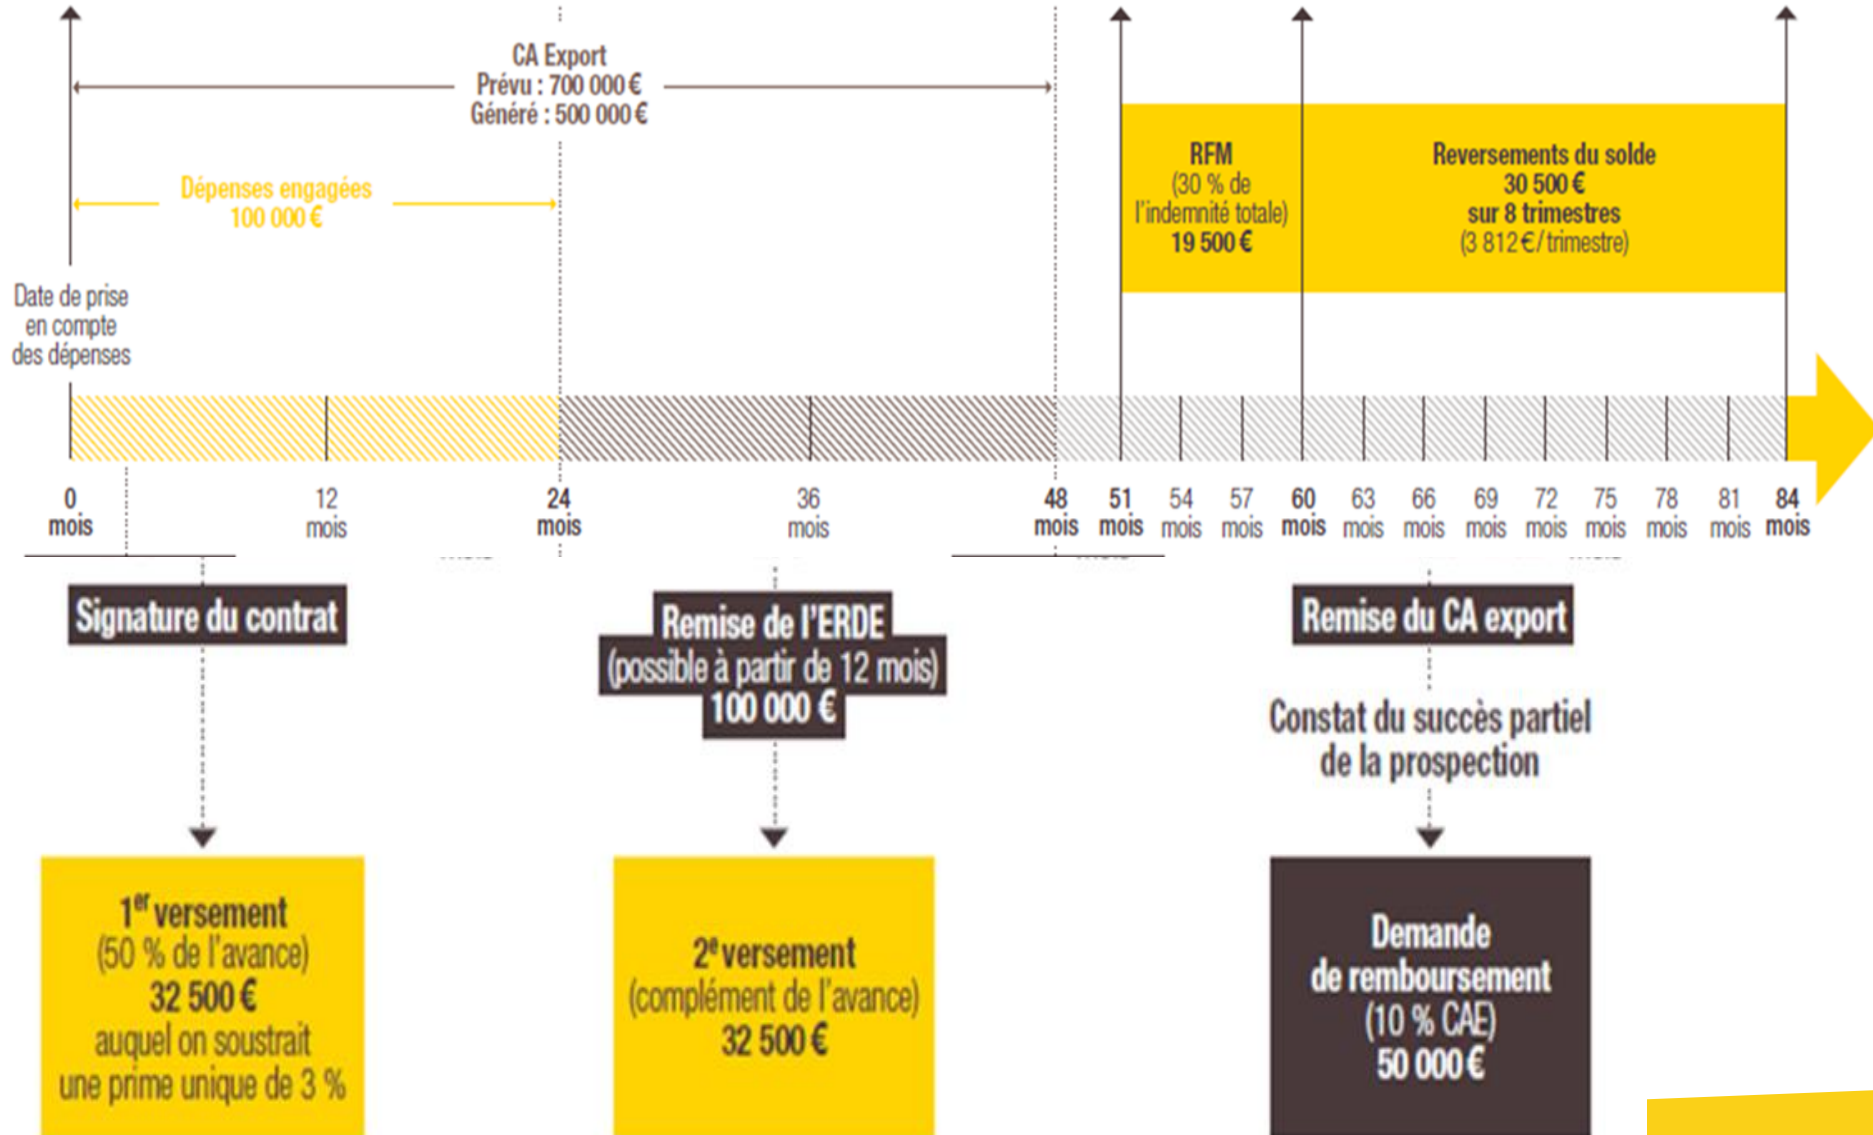 CA Export
Prévu : 700 000 €
Généré : 500 000 €
Dépenses engagées
100 000 €
RFM
(30 % de
l'indemnité totale)
19 500 €
Reversements du solde
30 500 €
sur 8 trimestres
(3 812 €/trimestre)
Date de prise
en compte
des dépenses
0
mois
12
mois
24
mois
36
mois
48
mois
51
mois
54
mois
57
mois
60
mois
63
mois
66
mois
69
mois
72
mois
75
mois
78
mois
81
mois
84
mois
Signature du contrat
Remise de l'ERDE
(possible à partir de 12 mois)
100 000 €
Remise du CA export
Constat du succès partiel
de la prospection
1er versement
(50 % de l'avance)
32 500 €
auquel on soustrait
une prime unique de 3 %
2e versement
(complément de l'avance)
32 500 €
Demande
de remboursement
(10 % CAE)
50 000 €